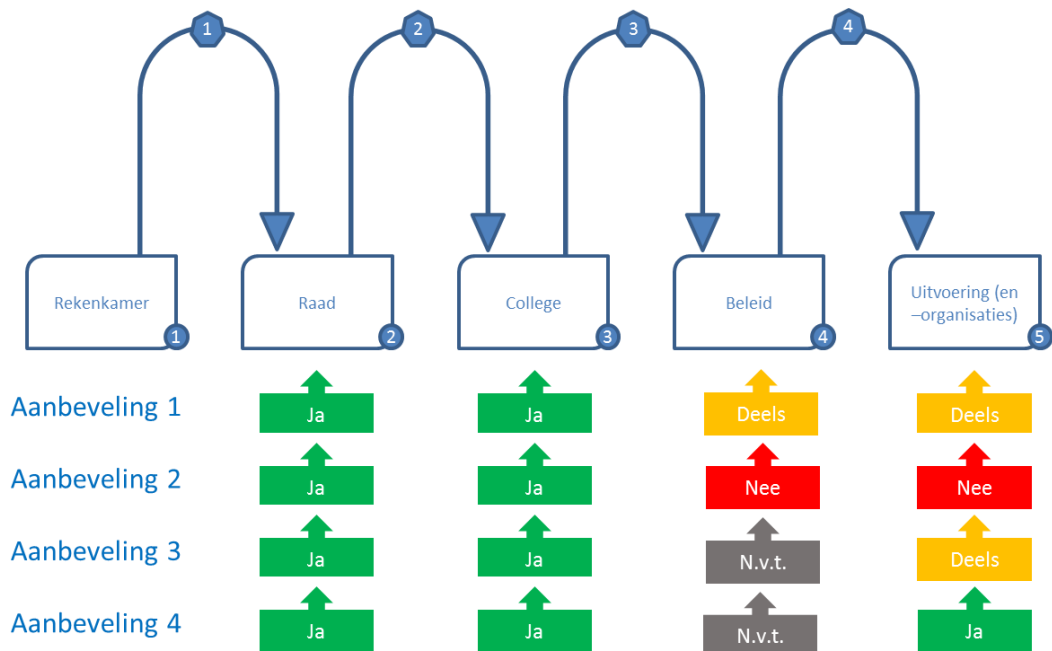 1 2 3 4
Rekenkamer
1
Raad
2
College
3
Beleid
4
Uitvoering (en
–organisaties)
5
Aanbeveling 1 Ja Ja Deels Deels
Aanbeveling 2 Ja Ja Nee Nee
Aanbeveling 3 Ja Ja N.v.t. Deels
Aanbeveling 4 Ja Ja N.v.t. Ja